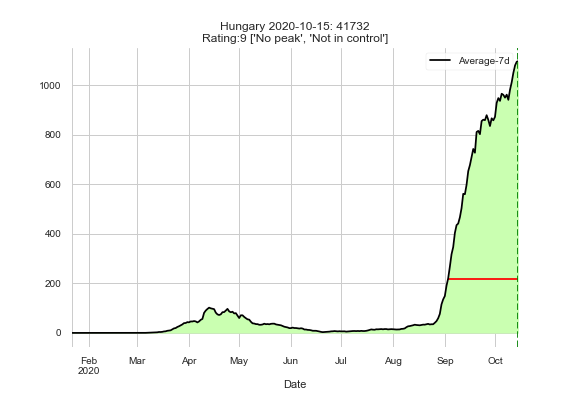 Hungary 2020-10-15: 41732
Rating:9 ['No peak', 'Not in control']
Average-7d
1000
800
600
400
200
0
Feb Mar Apr May Jun Jul Aug Sep Oct
2020
Date